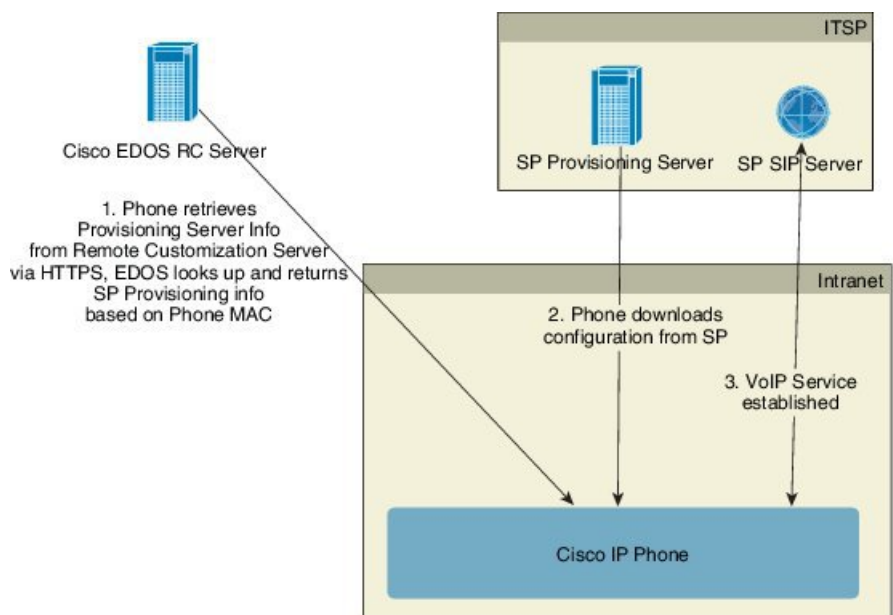 ITSP
Cisco EDOS RC Server
SP Provisioning Server
SP SIP Server
1. Phone retrieves
Provisioning Server Info
from Remote Customization Server
via HTTPS, EDOS looks up and returns
SP Provisioning info
based on Phone MAC
Intranet
2. Phone downloads
configuration from SP
3. VoIP Service
established
Cisco IP Phone